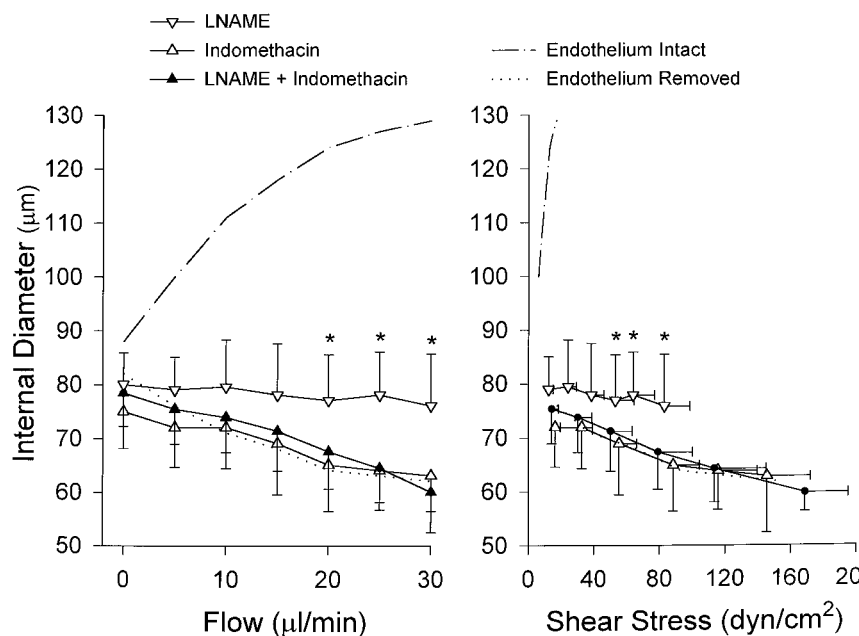 LNAME
Indomethacin
LNAME + Indomethacin
Endothelium Intact
Endothelium Removed
Internal Diameter (μm)
130
120
110
100
90
80
70
60
50
* * *
0 10 20 30
Flow (μl/min)
130
120
110
100
90
80
70
60
50
* * *
0 40 80 120 160 20
Shear Stress (dyn/cm²)